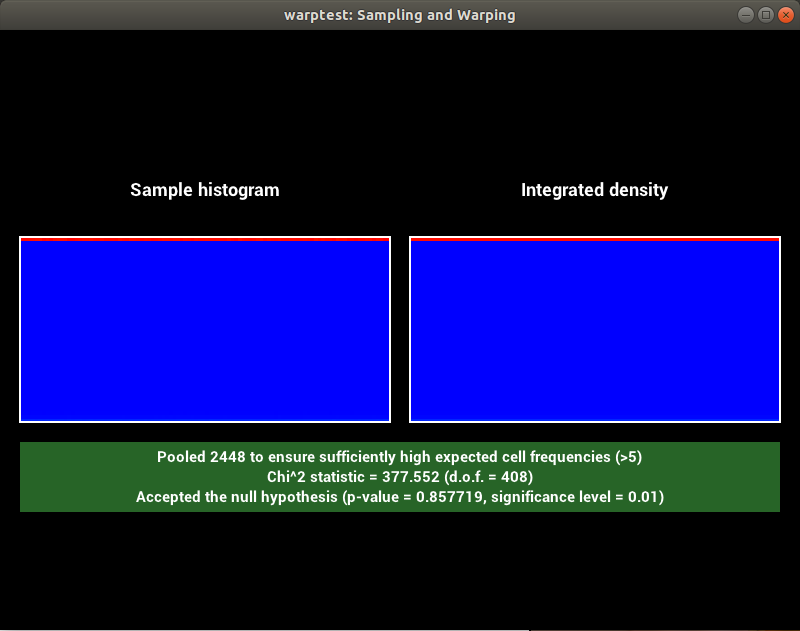 warptest: Sampling and Warping
Sample histogram
Integrated density
Pooled 2448 to ensure sufficiently high expected cell frequencies (>5)
Chi^2 statistic = 377.552 (d.o.f. = 408)
Accepted the null hypothesis (p-value = 0.857719, significance level = 0.01)